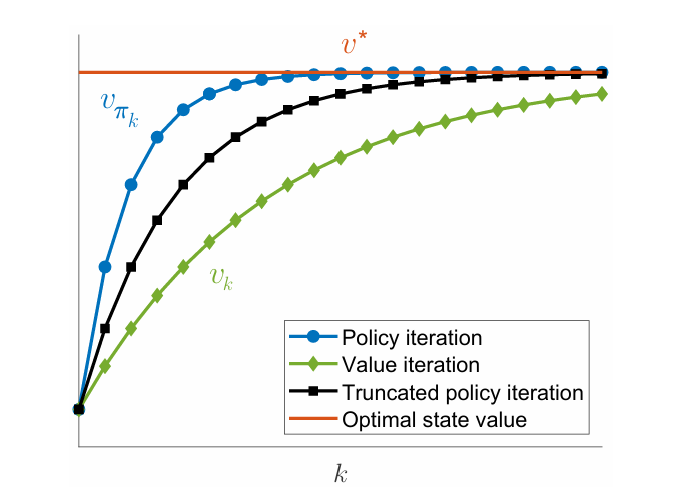 v*
v_{π_k}
v_k
Policy iteration
Value iteration
Truncated policy iteration
Optimal state value
k